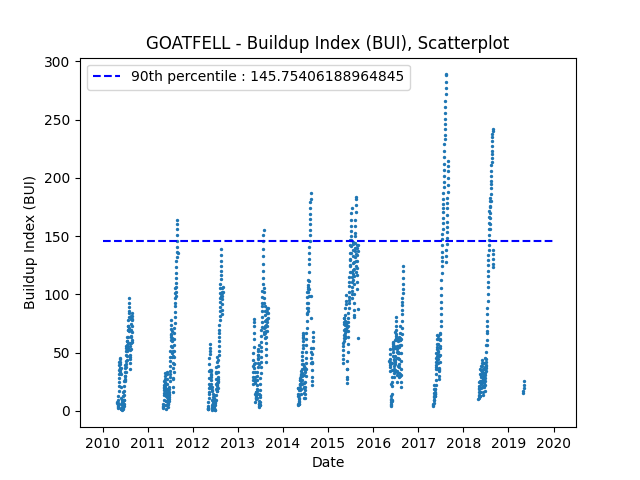 GOATFELL - Buildup Index (BUI), Scatterplot
90th percentile : 145.75406188964845
300
250
200
150
100
50
0
Buildup Index (BUI)
2010 2011 2012 2013 2014 2015 2016 2017 2018 2019 2020
Date